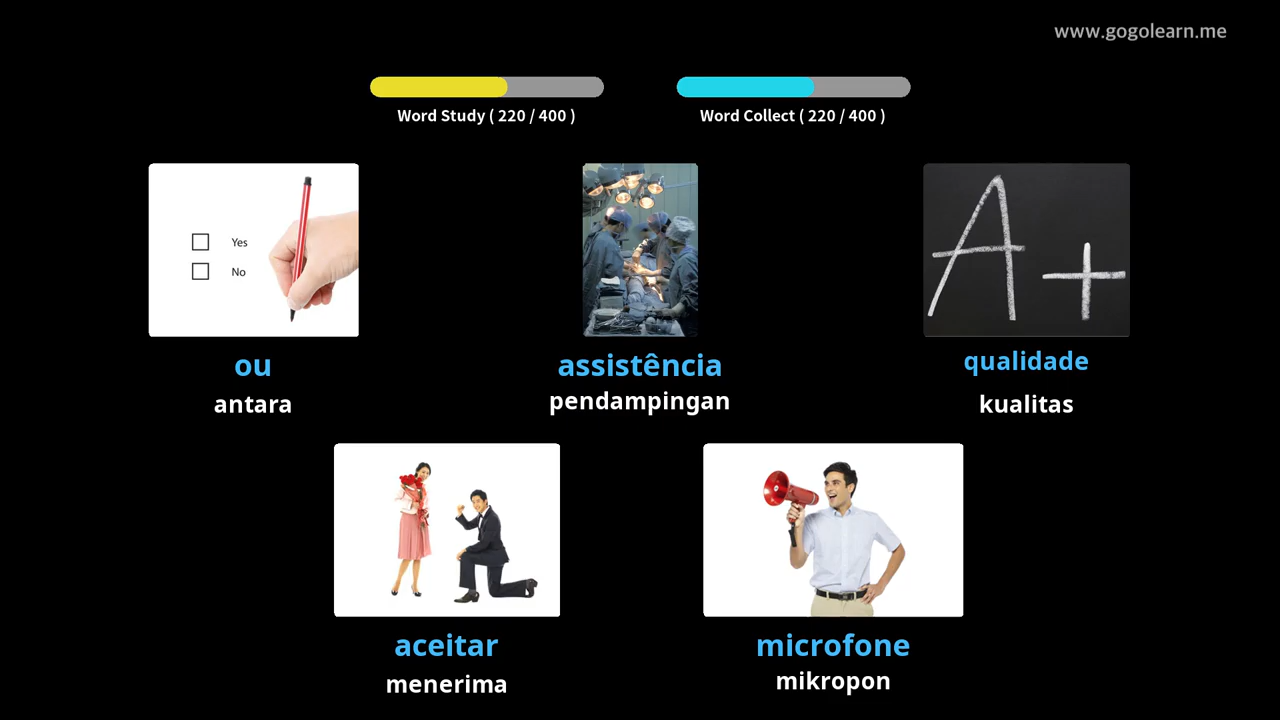 www.gogolearn.me
Word Study ( 220 / 400 )
Word Collect ( 220 / 400 )
Yes
No
A+
ou
assistência
qualidade
antara
pendampingan
kualitas
aceitar
microfone
menerima
mikropon